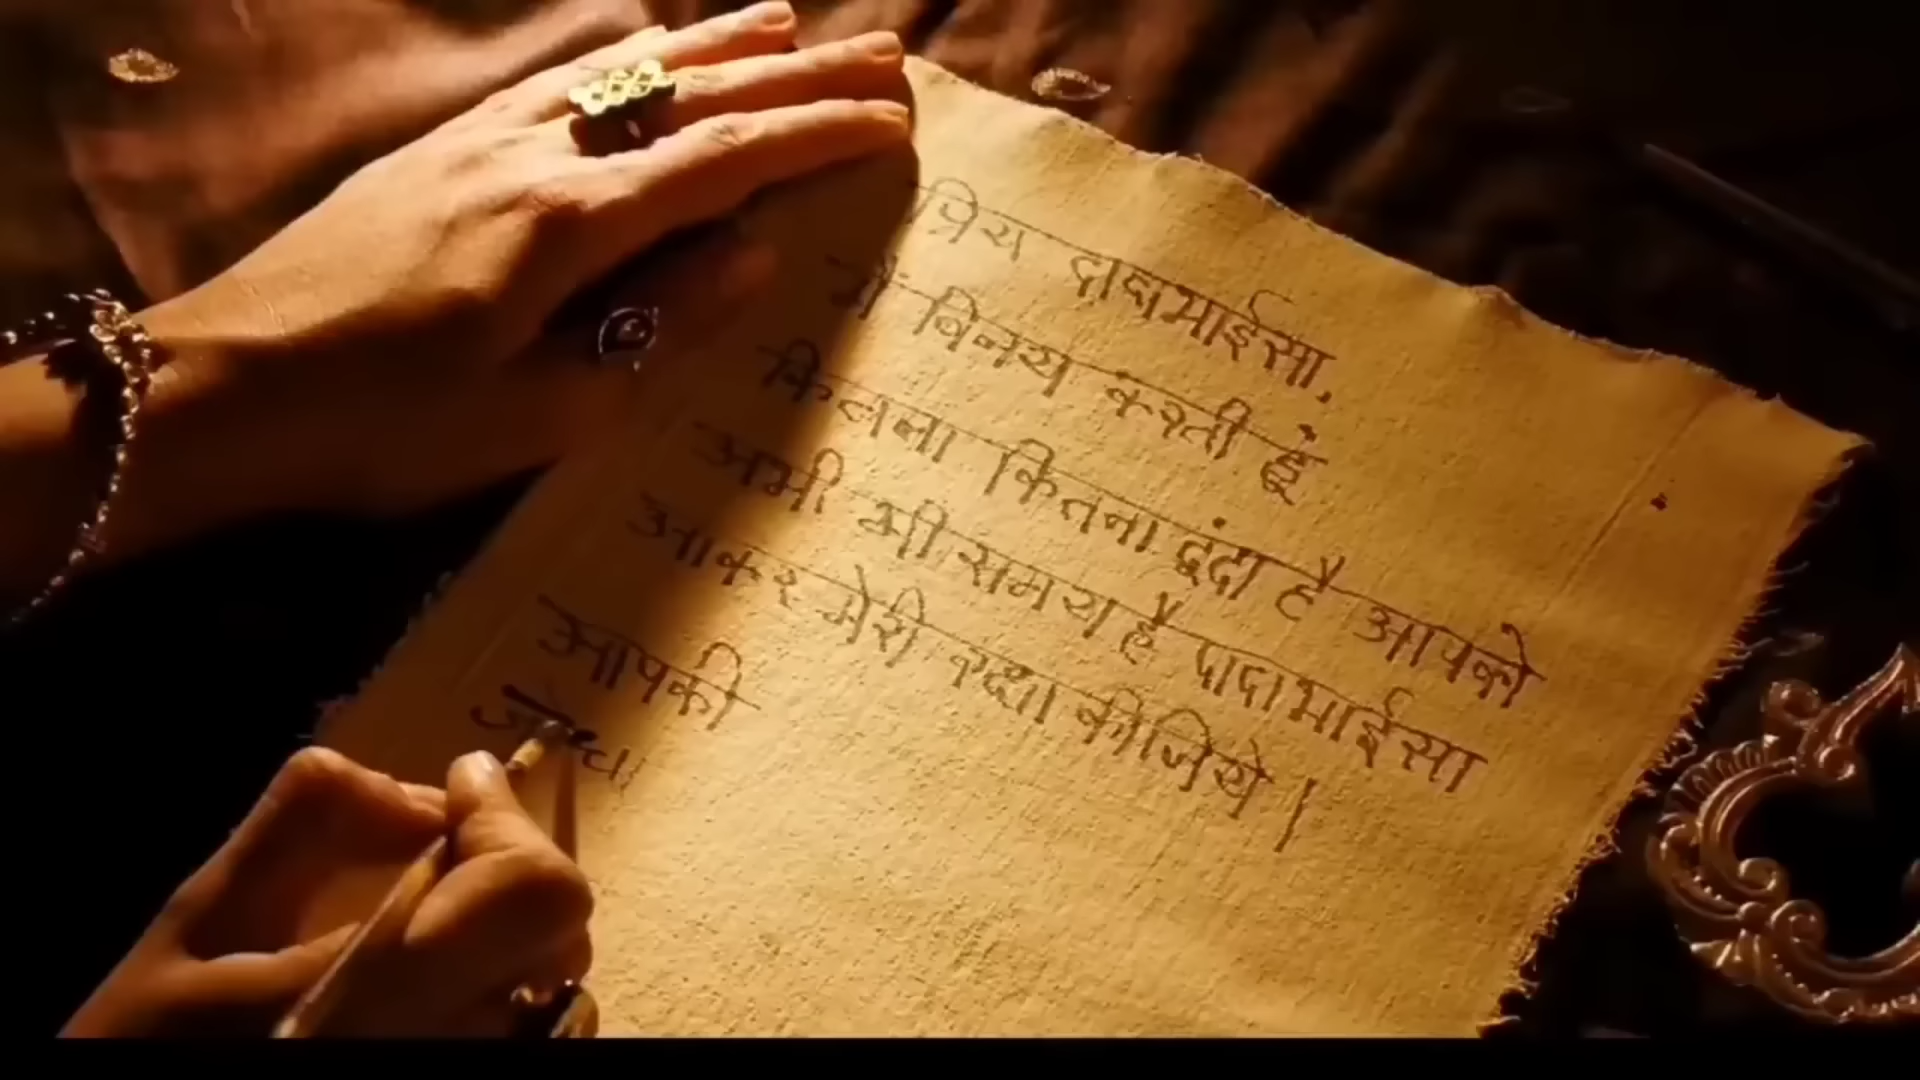 प्रिय दादाभाईसा,
मैं विनय करती हूं
कितना द्वंदा है आपको
अभी भी समय है दादाभाईसा
आकर मेरी रक्षा कीजिये ।
आपकी